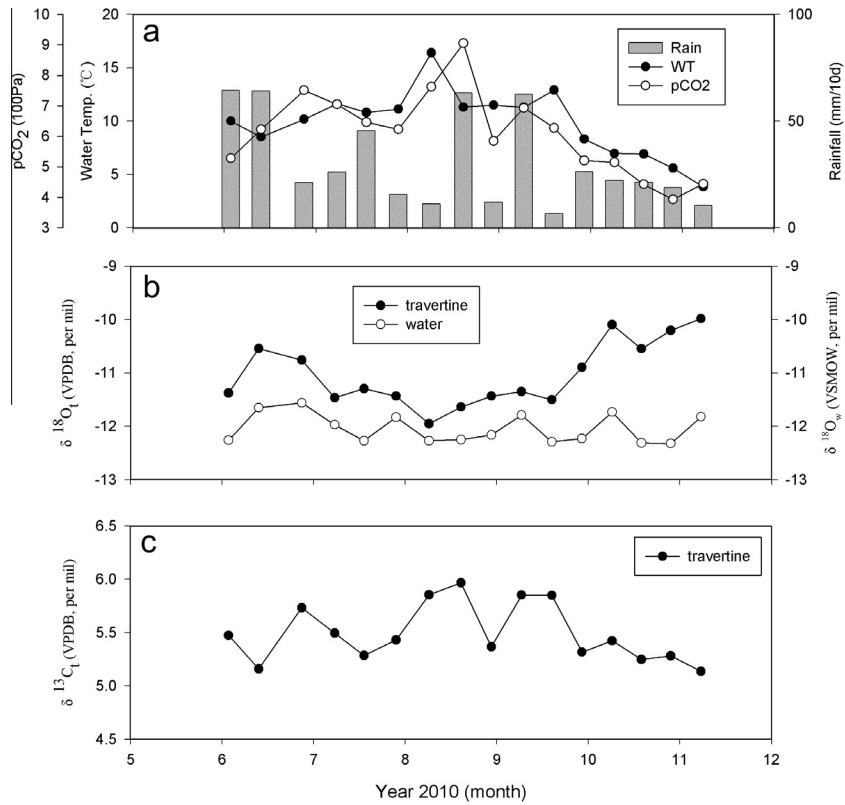 a
Rain
WT
pCO2
pCO2 (100Pa)
10
9
8
7
6
5
4
3
Water Temp. (℃)
20
15
10
5
0
Rainfall (mm/10d)
100
50
0
b
travertine
water
δ 18Ot (VPDB, per mil)
-9
-10
-11
-12
-13
δ 18Ow (VSMOW, per mil)
-9
-10
-11
-12
-13
c
travertine
δ 13Ct (VPDB, per mil)
6.5
6.0
5.5
5.0
4.5
5 6 7 8 9 10 11 12
Year 2010 (month)